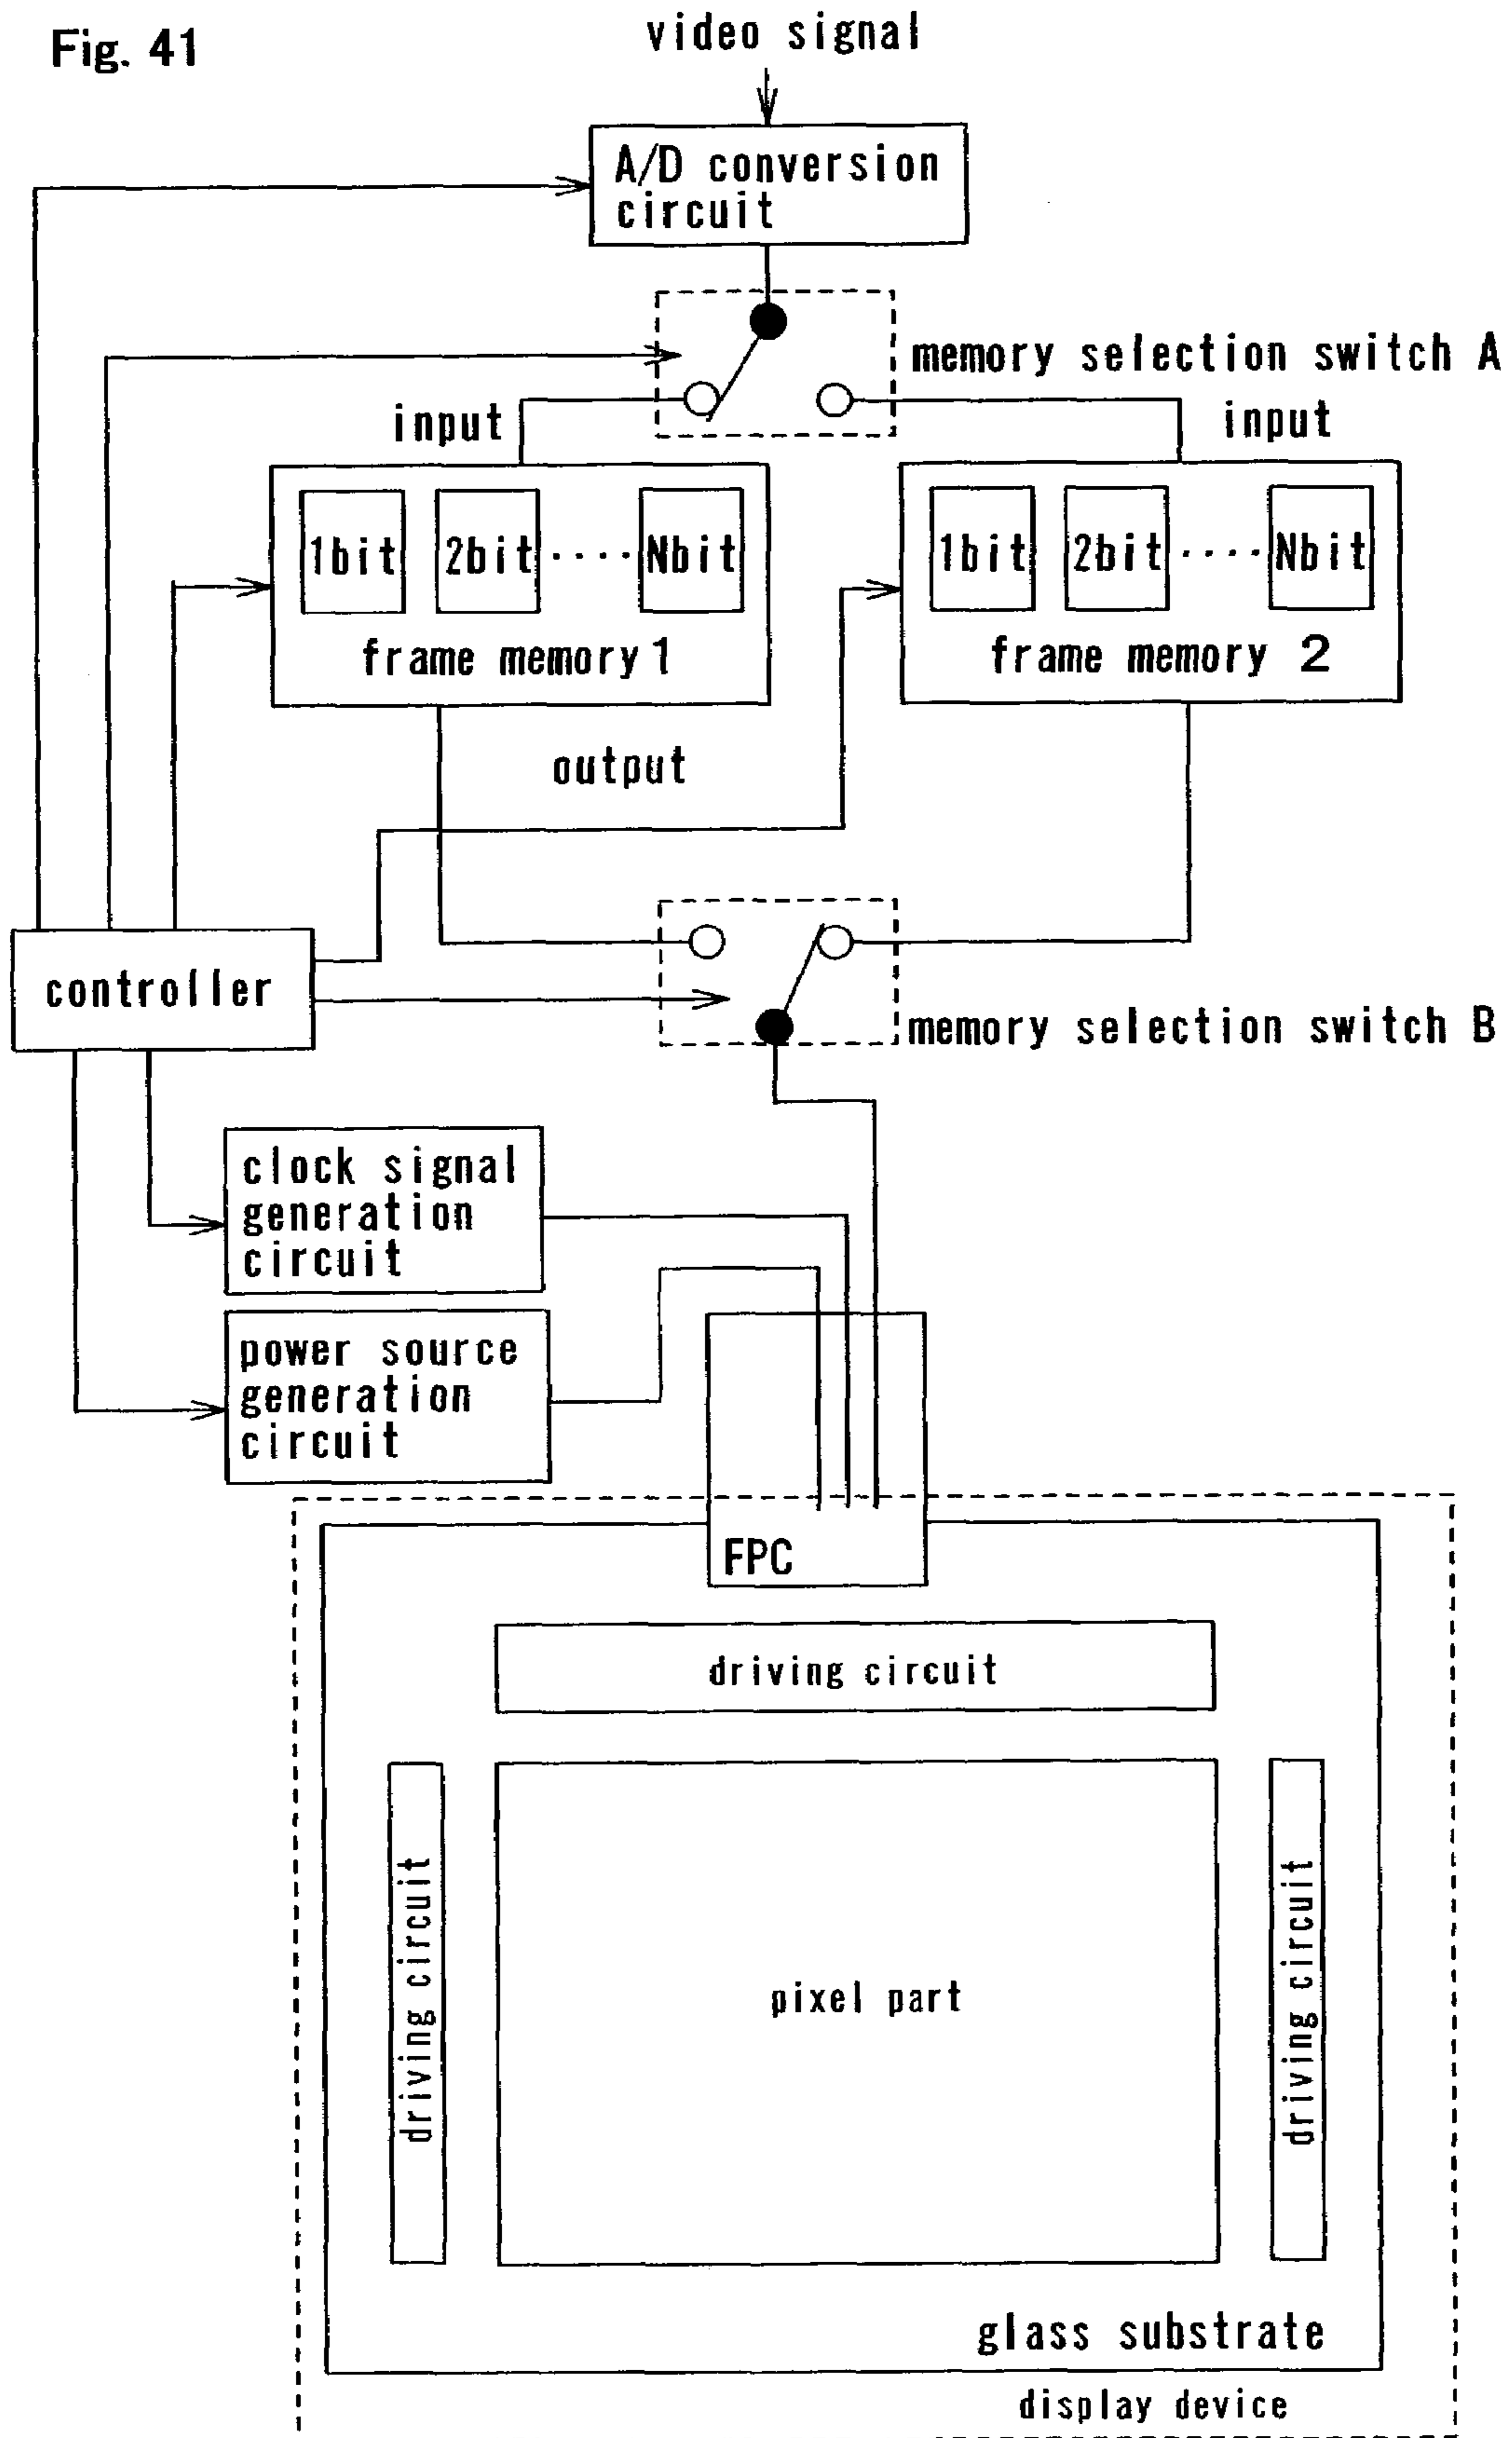 Fig. 41
video signal
A/D conversion
circuit
memory selection switch A
input
input
1bit
2bit
····
Nbit
frame memory 1
1bit
2bit
····
Nbit
frame memory 2
output
controller
memory selection switch B
clock signal
generation
circuit
power source
generation
circuit
FPC
driving circuit
driving circuit
pixel part
driving circuit
glass substrate
display device